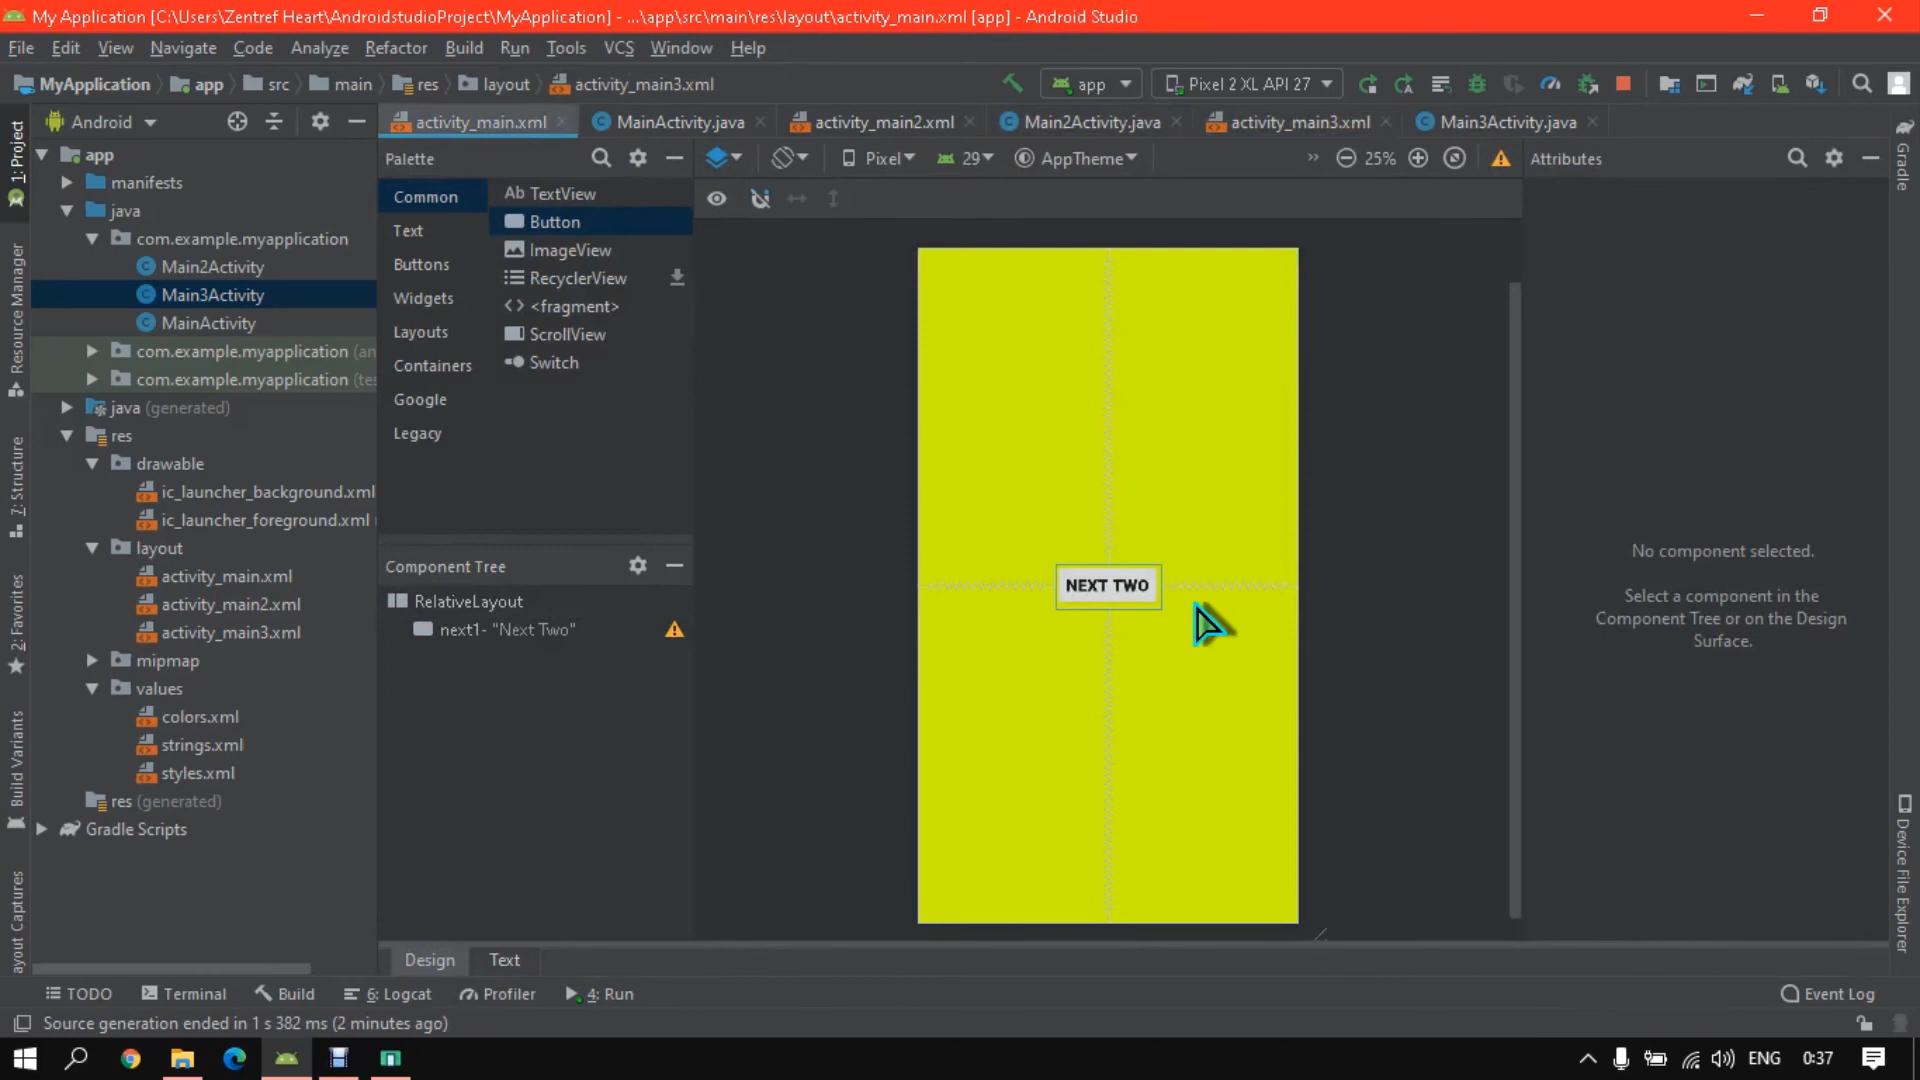 My Application [C:\Users\Zentref Heart\AndroidstudioProject\MyApplication] - ...\app\src\main\res\layout\activity_main.xml [app] - Android Studio
File Edit View Navigate Code Analyze Refactor Build Run Tools VCS Window Help
MyApplication app src main res layout activity_main3.xml app Pixel 2 XL API 27
1: Project
Resource Manager
7: Structure
2: Favorites
Build Variants
ayout Captures
Android
app
manifests
java
com.example.myapplication
Main2Activity
Main3Activity
MainActivity
com.example.myapplication (an
com.example.myapplication (tes
java (generated)
res
drawable
ic_launcher_background.xml
ic_launcher_foreground.xml
layout
activity_main.xml
activity_main2.xml
activity_main3.xml
mipmap
values
colors.xml
strings.xml
styles.xml
res (generated)
Gradle Scripts
activity_main.xml MainActivity.java activity_main2.xml Main2Activity.java activity_main3.xml Main3Activity.java
Palette
Common
Text
Buttons
Widgets
Layouts
Containers
Google
Legacy
Ab TextView
Button
ImageView
RecyclerView
<fragment>
ScrollView
Switch
Component Tree
RelativeLayout
next1- "Next Two"
Pixel 29 AppTheme 25%
NEXT TWO
Attributes
No component selected.
Select a component in the
Component Tree or on the Design
Surface.
Gradle
Device File Explorer
Design Text
TODO Terminal Build 6: Logcat Profiler 4: Run Event Log
Source generation ended in 1 s 382 ms (2 minutes ago)
ENG 0:37